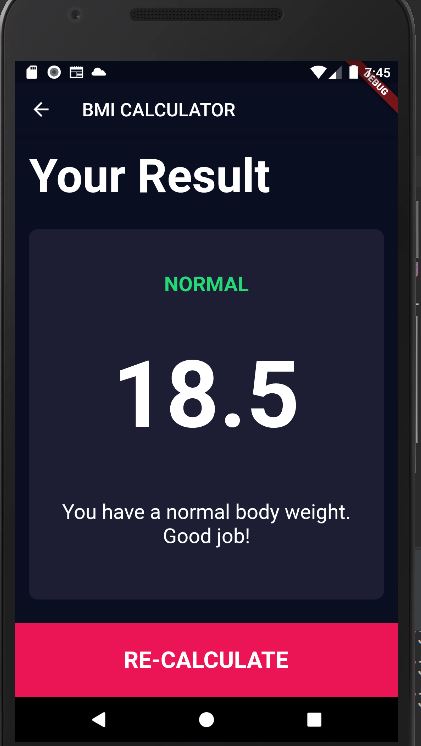 7:45
DEBUG
BMI CALCULATOR
Your Result
NORMAL
18.5
You have a normal body weight.
Good job!
RE-CALCULATE